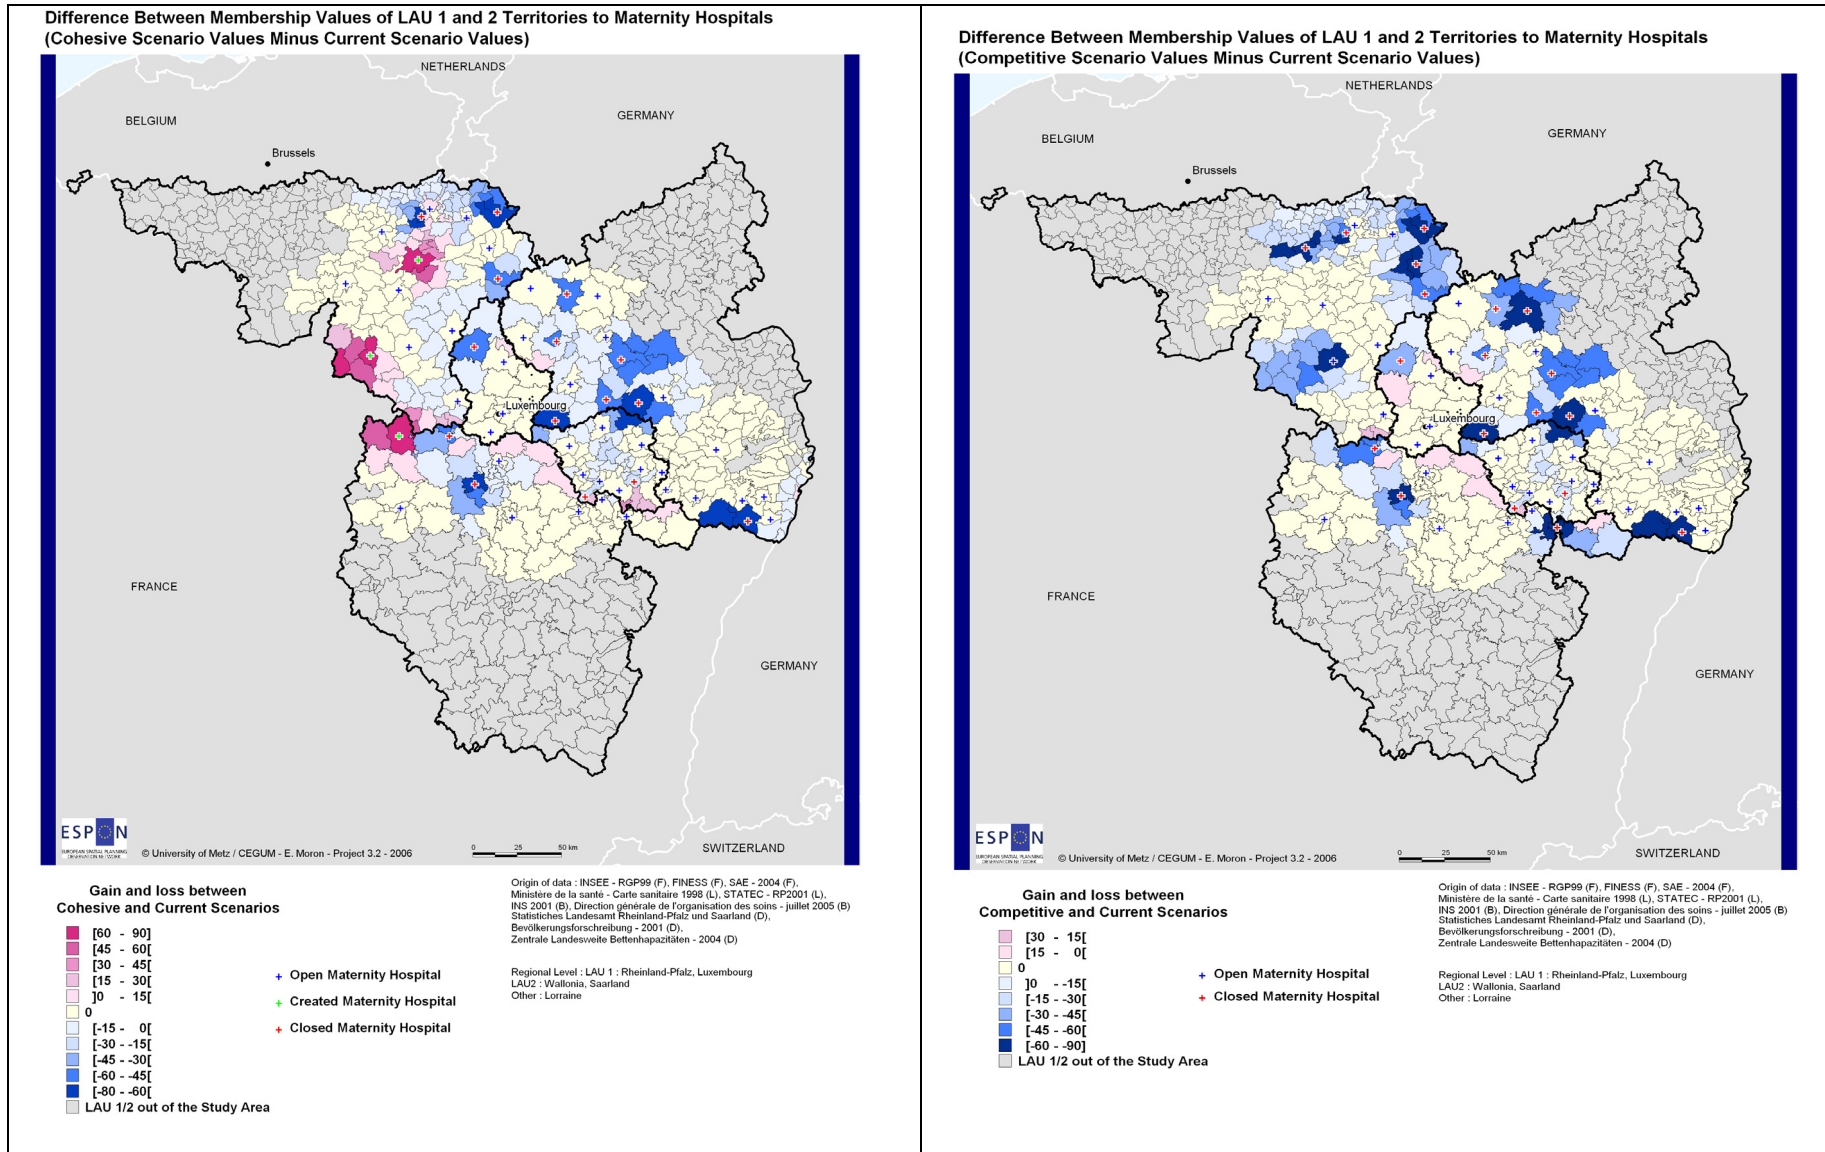 Difference Between Membership Values of LAU 1 and 2 Territories to Maternity Hospitals
(Cohesive Scenario Values Minus Current Scenario Values)
NETHERLANDS
GERMANY
BELGIUM
Brussels
Luxembourg
FRANCE
GERMANY
SWITZERLAND
ESPON
EUROPEAN SPATIAL PLANNING
OBSERVATION NETWORK
© University of Metz / CEGUM - E. Moron - Project 3.2 - 2006
0 25 50 km
Gain and loss between
Cohesive and Current Scenarios
[60 - 90]
[45 - 60[
[30 - 45[
[15 - 30[
]0 - 15[
0
[-15 - 0[
[-30 - -15[
[-45 - -30[
[-60 - -45[
[-80 - -60[
LAU 1/2 out of the Study Area
Open Maternity Hospital
Created Maternity Hospital
Closed Maternity Hospital
Origin of data : INSEE - RGP99 (F), FINESS (F), SAE - 2004 (F),
Ministère de la santé - Carte sanitaire 1998 (L), STATEC - RP2001 (L),
INS 2001 (B), Direction générale de l'organisation des soins - juillet 2005 (B)
Statistiches Landesamt Rheinland-Pfalz und Saarland (D),
Bevölkerungsforschreibung - 2001 (D),
Zentrale Landesweite Bettenhapazitäten - 2004 (D)
Regional Level : LAU 1 : Rheinland-Pfalz, Luxembourg
LAU2 : Wallonia, Saarland
Other : Lorraine
Difference Between Membership Values of LAU 1 and 2 Territories to Maternity Hospitals
(Competitive Scenario Values Minus Current Scenario Values)
NETHERLANDS
GERMANY
BELGIUM
Brussels
Luxembourg
FRANCE
GERMANY
SWITZERLAND
ESPON
EUROPEAN SPATIAL PLANNING
OBSERVATION NETWORK
© University of Metz / CEGUM - E. Moron - Project 3.2 - 2006
0 25 50 km
Gain and loss between
Competitive and Current Scenarios
[30 - 15[
[15 - 0[
0
]0 - -15[
[-15 - -30[
[-30 - -45[
[-45 - -60[
[-60 - -90]
LAU 1/2 out of the Study Area
Open Maternity Hospital
Closed Maternity Hospital
Origin of data : INSEE - RGP99 (F), FINESS (F), SAE - 2004 (F),
Ministère de la santé - Carte sanitaire 1998 (L), STATEC - RP2001 (L),
INS 2001 (B), Direction générale de l'organisation des soins - juillet 2005 (B)
Statistiches Landesamt Rheinland-Pfalz und Saarland (D),
Bevölkerungsforschreibung - 2001 (D),
Zentrale Landesweite Bettenhapazitäten - 2004 (D)
Regional Level : LAU 1 : Rheinland-Pfalz, Luxembourg
LAU2 : Wallonia, Saarland
Other : Lorraine